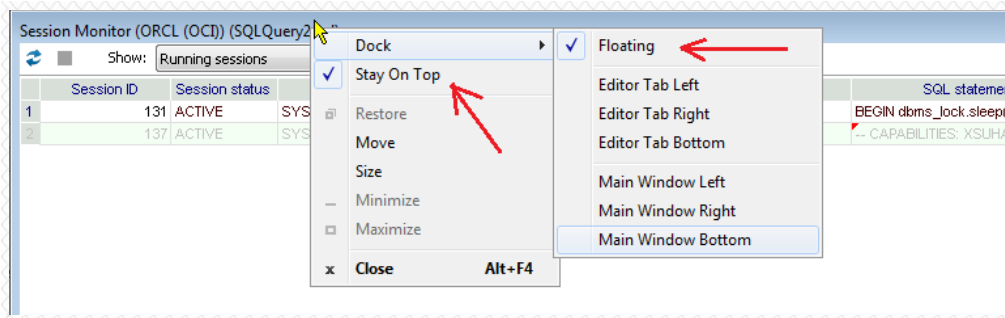 Session Monitor (ORCL (OCI)) (SQLQuery2
Show: Running sessions
Session ID Session status SQL stateme
1 131 ACTIVE SYS BEGIN dbms_lock.sleep(
2 137 ACTIVE SYS -- CAPABILITIES: XSUHA
Dock
Stay On Top
Restore
Move
Size
Minimize
Maximize
x Close Alt+F4
Floating
Editor Tab Left
Editor Tab Right
Editor Tab Bottom
Main Window Left
Main Window Right
Main Window Bottom